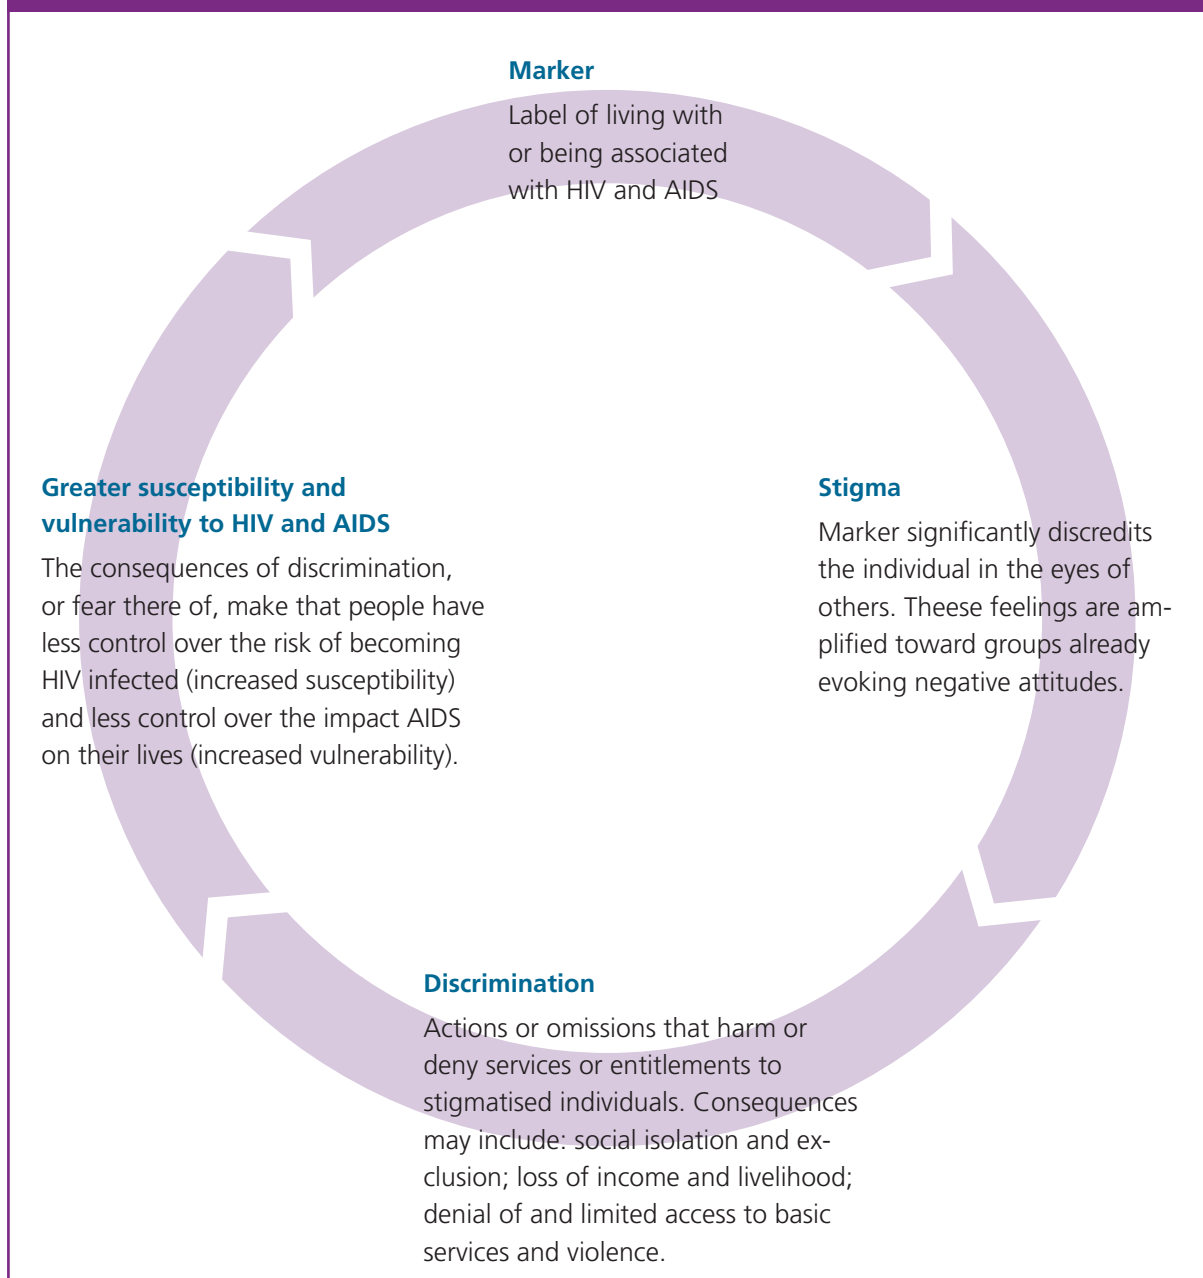 Marker
Label of living with
or being associated
with HIV and AIDS
Stigma
Marker significantly discredits
the individual in the eyes of
others. Theese feelings are am-
plified toward groups already
evoking negative attitudes.
Discrimination
Actions or omissions that harm or
deny services or entitlements to
stigmatised individuals. Consequences
may include: social isolation and ex-
clusion; loss of income and livelihood;
denial of and limited access to basic
services and violence.
Greater susceptibility and
vulnerability to HIV and AIDS
The consequences of discrimination,
or fear there of, make that people have
less control over the risk of becoming
HIV infected (increased susceptibility)
and less control over the impact AIDS
on their lives (increased vulnerability).